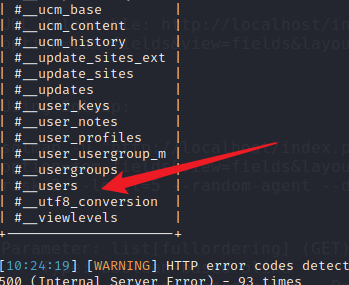 | #__ucm_base |
| #__ucm_content |
| #__ucm_history |
| #__update_sites_ext |
| #__update_sites |
| #__updates |
| #__user_keys |
| #__user_notes |
| #__user_profiles |
| #__user_usergroup_m |
| #__usergroups |
| #__users |
| #__utf8_conversion |
| #__viewlevels |
+---------------------+
[10:24:19] [WARNING] HTTP error codes detect
500 (Internal Server Error) - 93 times